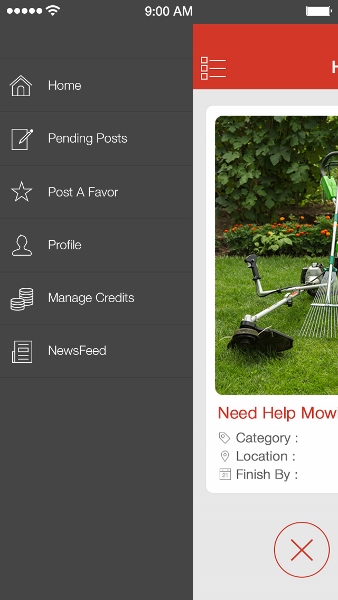 9:00 AM
Home
Pending Posts
Post A Favor
Profile
Manage Credits
NewsFeed
H
Need Help Mow
Category :
Location :
Finish By :